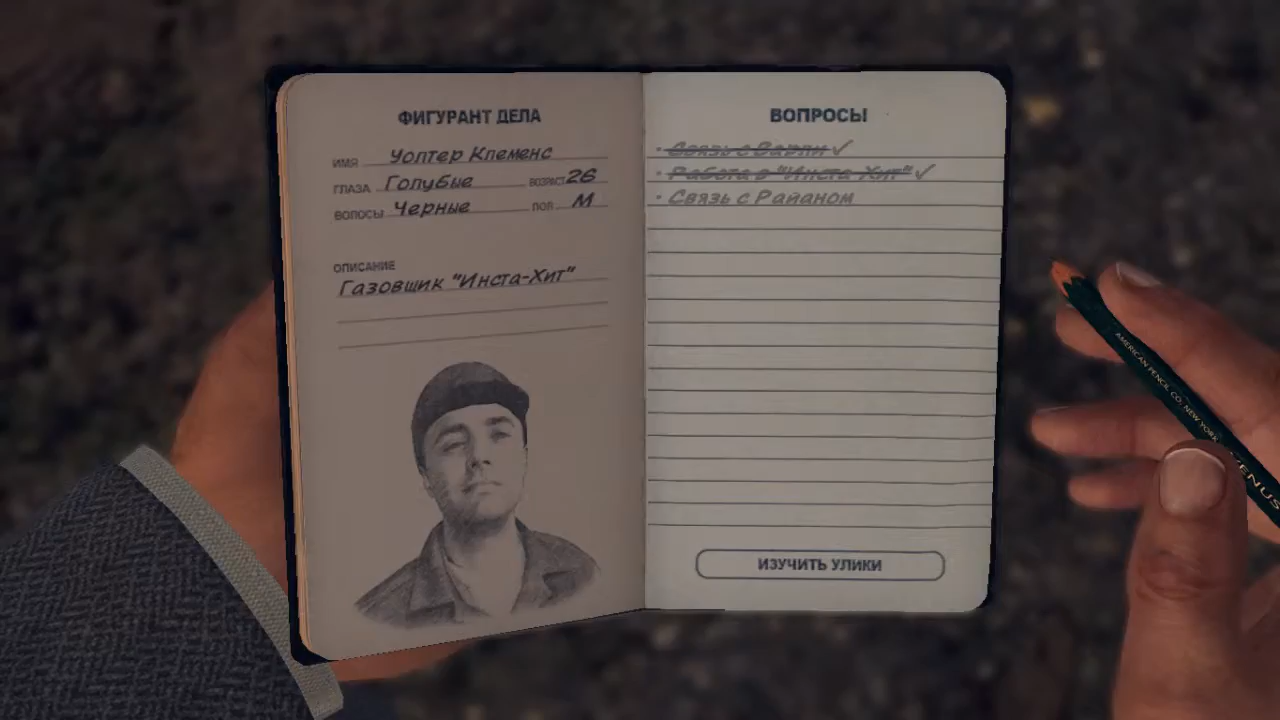 ФИГУРАНТ ДЕЛА
ИМЯ Уолтер Клеменс
ГЛАЗА Голубые ВОЗРАСТ 26
ВОЛОСЫ Черные ПОЛ М
ОПИСАНИЕ
Газовщик "Инста-Хит"
ВОПРОСЫ
• Связь с Варли ✓
• Работа в "Инста-Хит" ✓
• Связь с Райаном
ИЗУЧИТЬ УЛИКИ
AMERICAN PENCIL CO. NEW YORK
VENUS